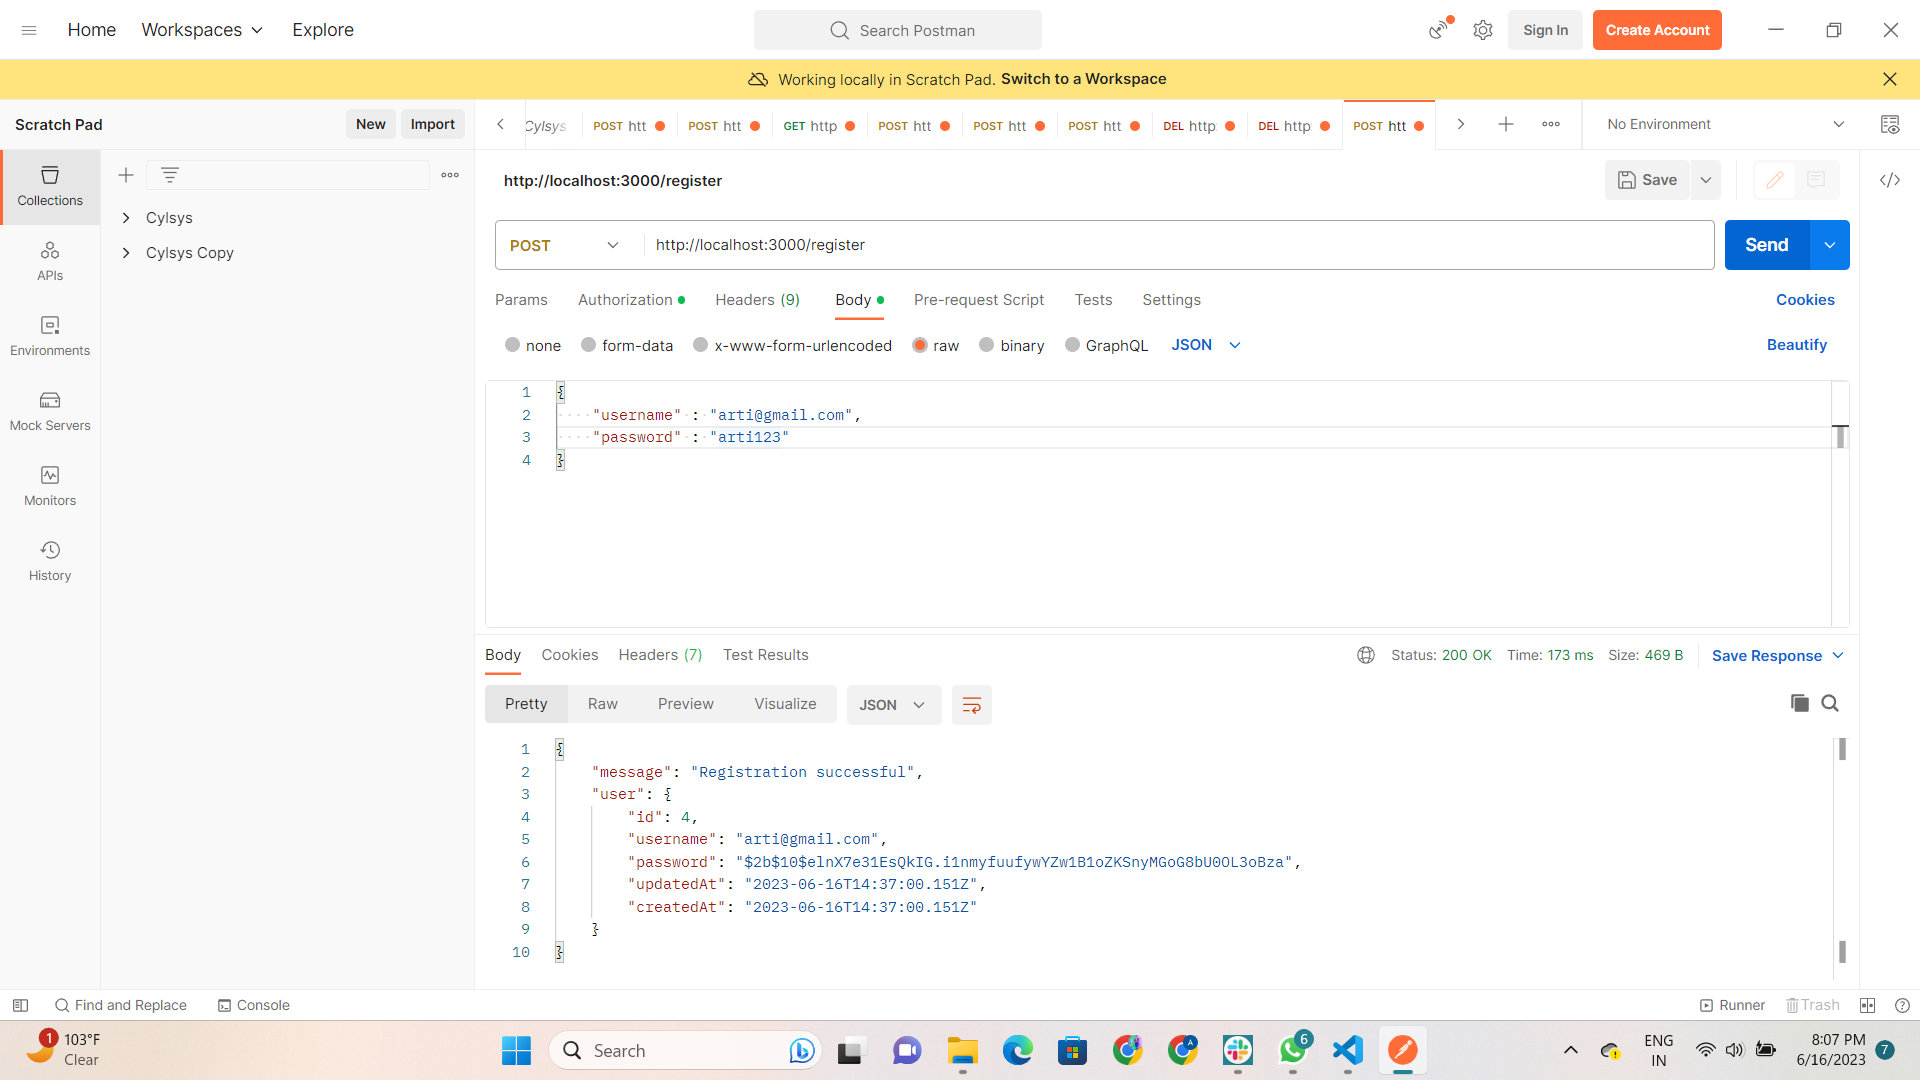 Home Workspaces Explore Search Postman Sign In Create Account
Working locally in Scratch Pad. Switch to a Workspace
Scratch Pad New Import Cylsys POST htt POST htt GET http POST htt POST htt POST htt DEL http DEL http POST htt No Environment
Collections
APIs
Environments
Mock Servers
Monitors
History
Cylsys
Cylsys Copy
http://localhost:3000/register Save
POST http://localhost:3000/register Send
Params Authorization Headers (9) Body Pre-request Script Tests Settings Cookies
none form-data x-www-form-urlencoded raw binary GraphQL JSON Beautify
1 {
2 "username" : "arti@gmail.com",
3 "password" : "arti123"
4 }
Body Cookies Headers (7) Test Results Status: 200 OK Time: 173 ms Size: 469 B Save Response
Pretty Raw Preview Visualize JSON
1 {
2 "message": "Registration successful",
3 "user": {
4 "id": 4,
5 "username": "arti@gmail.com",
6 "password": "$2b$10$elnX7e31EsQkIG.i1nmyfuufywYZw1B1oZKSnyMGoG8bU0OL3oBza",
7 "updatedAt": "2023-06-16T14:37:00.151Z",
8 "createdAt": "2023-06-16T14:37:00.151Z"
9 }
10 }
Find and Replace Console Runner Trash
1 103°F
Clear
Search
A
6
ENG
IN
8:07 PM
6/16/2023
7